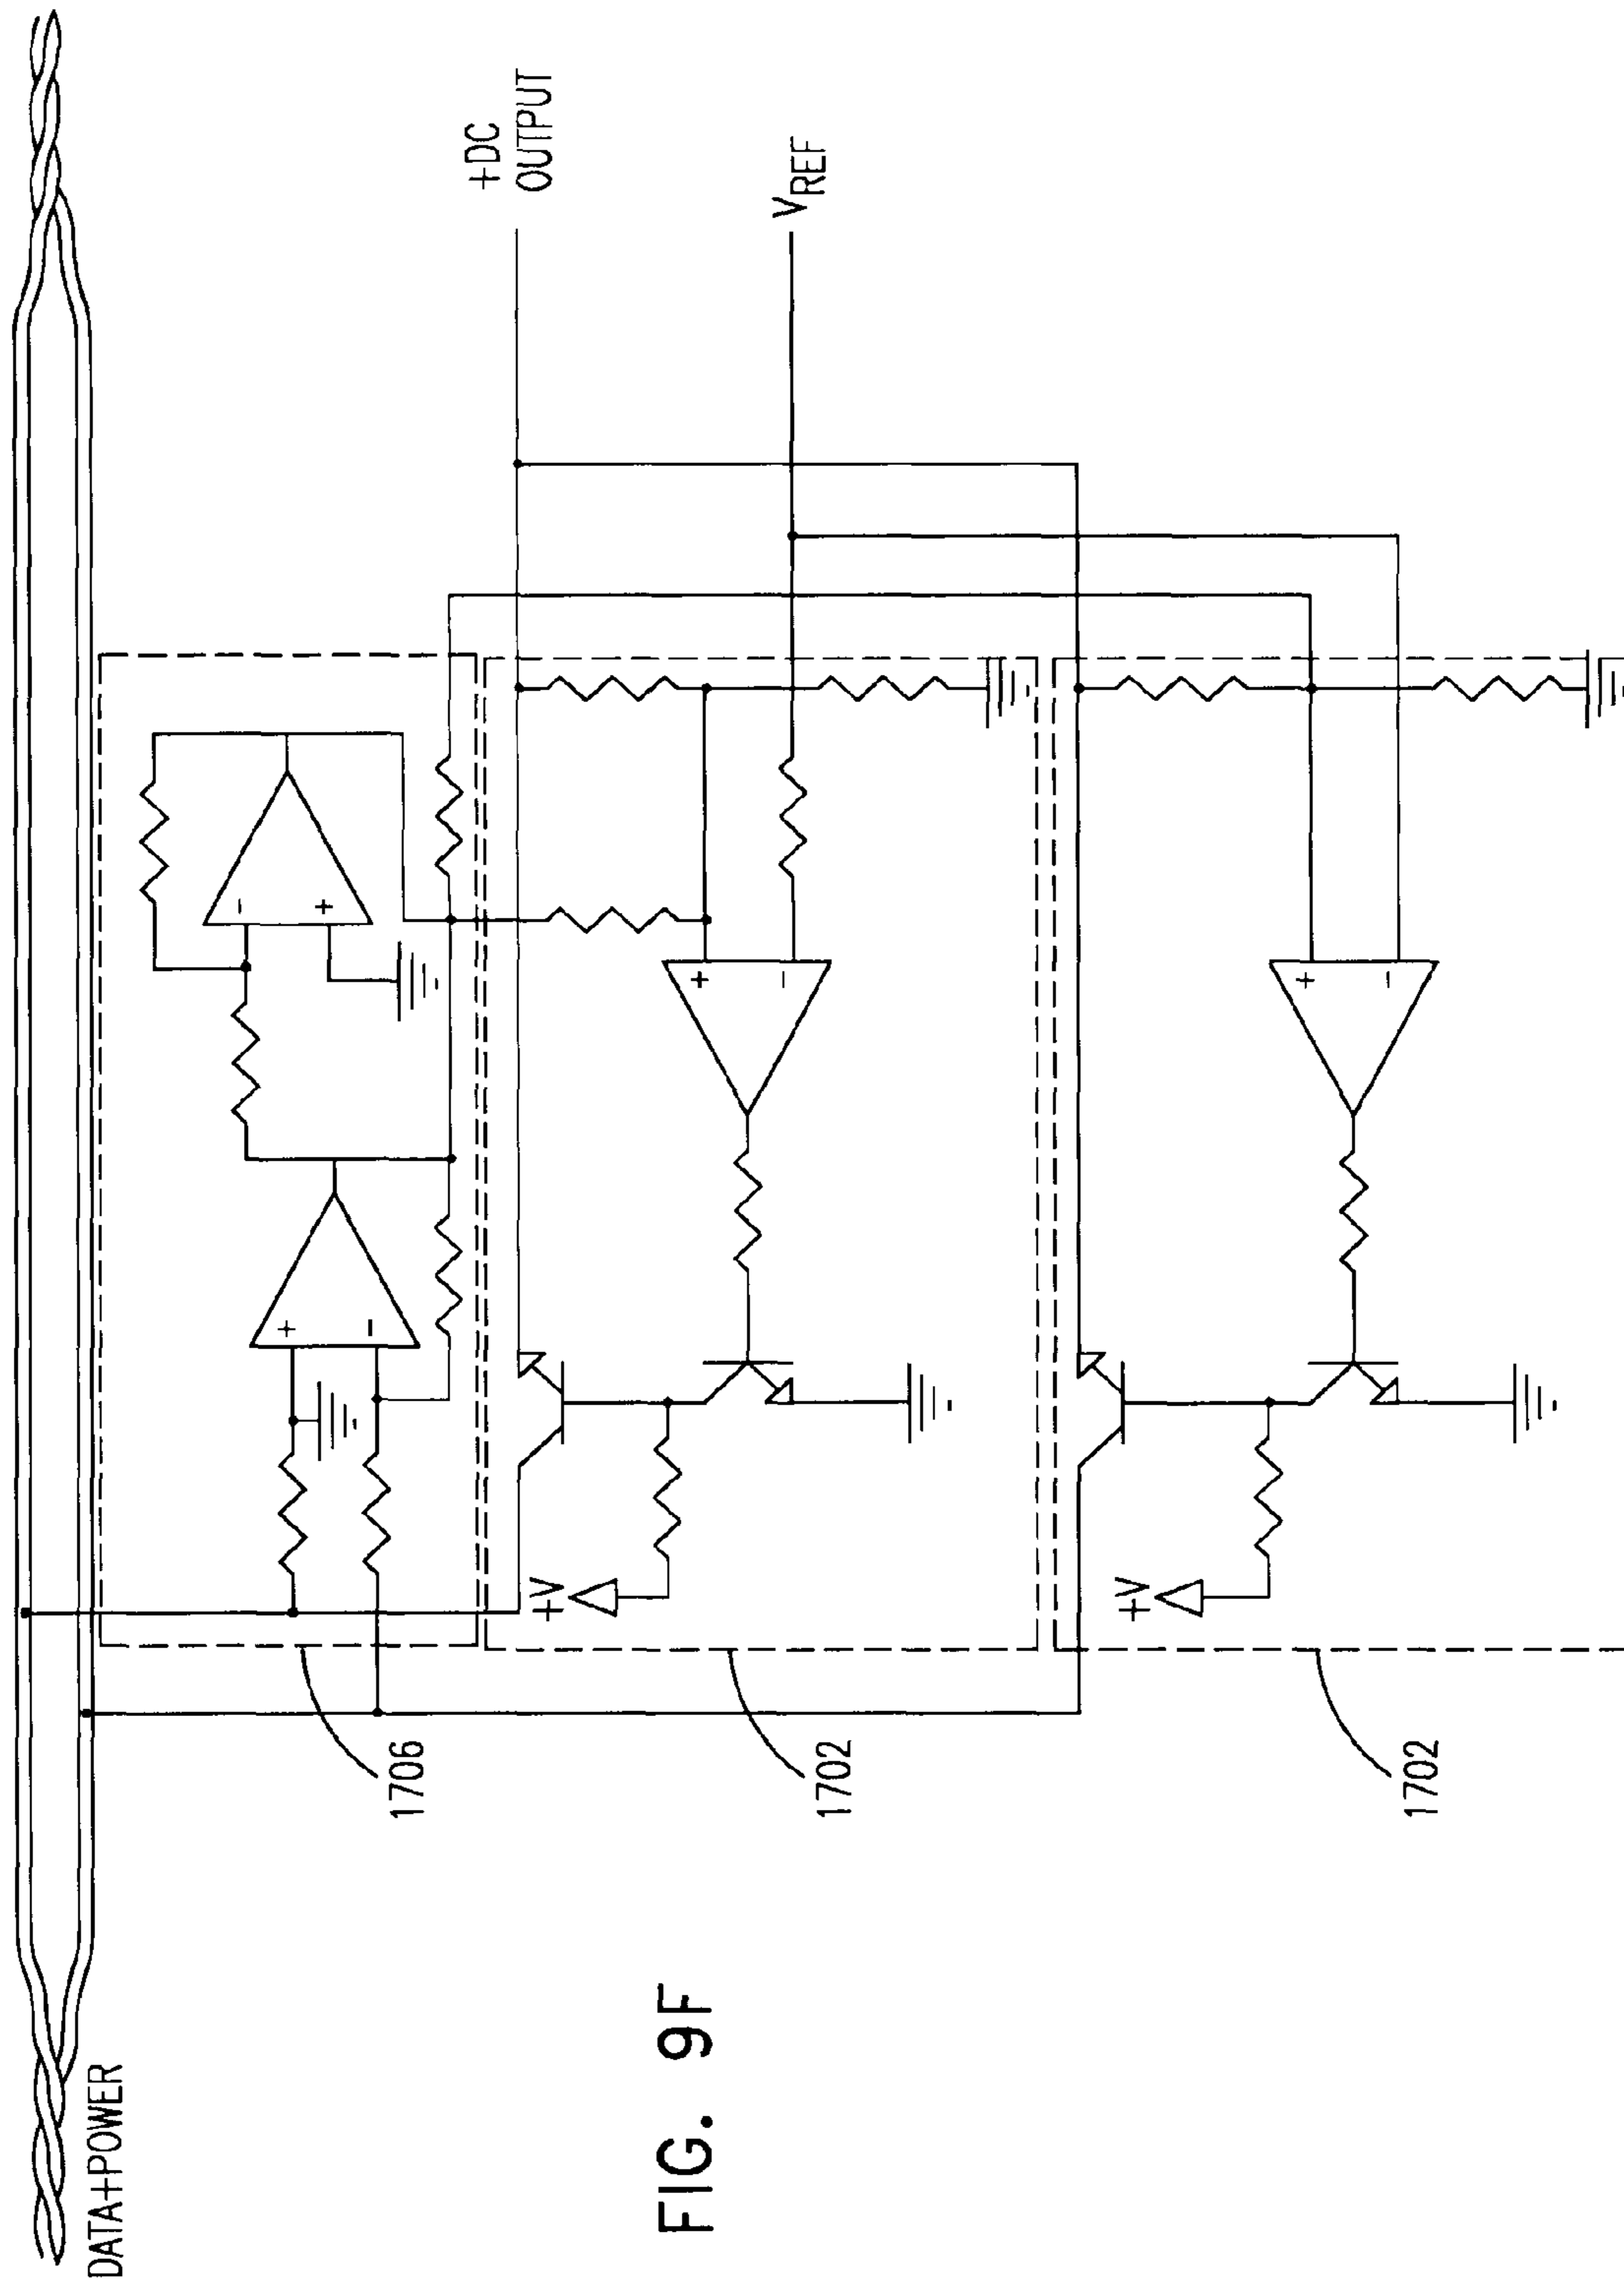 DATA+POWER
+DC
OUTPUT
VREF
+
−
−
+
1706
+
−
+V
1702
+
−
+V
1702
FIG. 9F